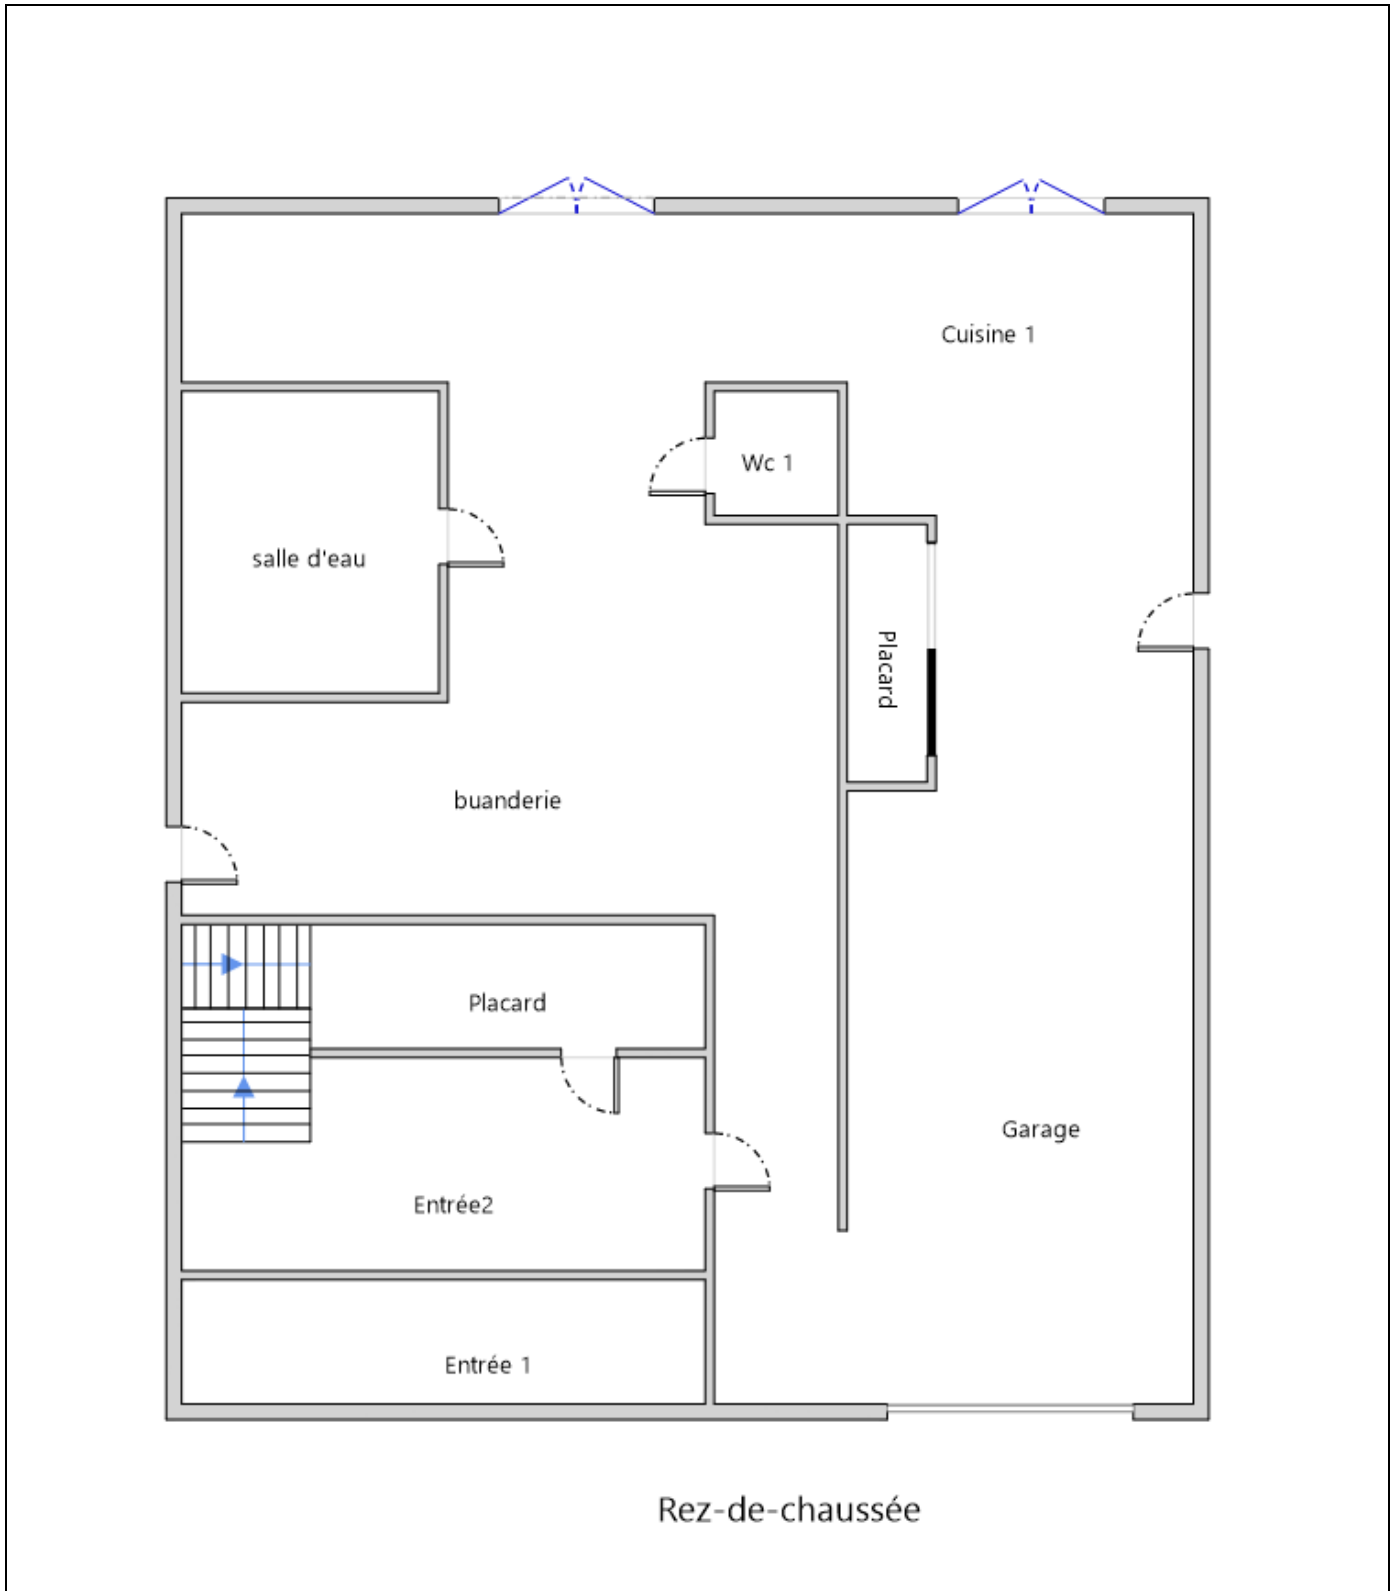 Cuisine 1
Wc 1
salle d'eau
Placard
buanderie
Placard
Garage
Entrée2
Entrée 1
Rez-de-chaussée